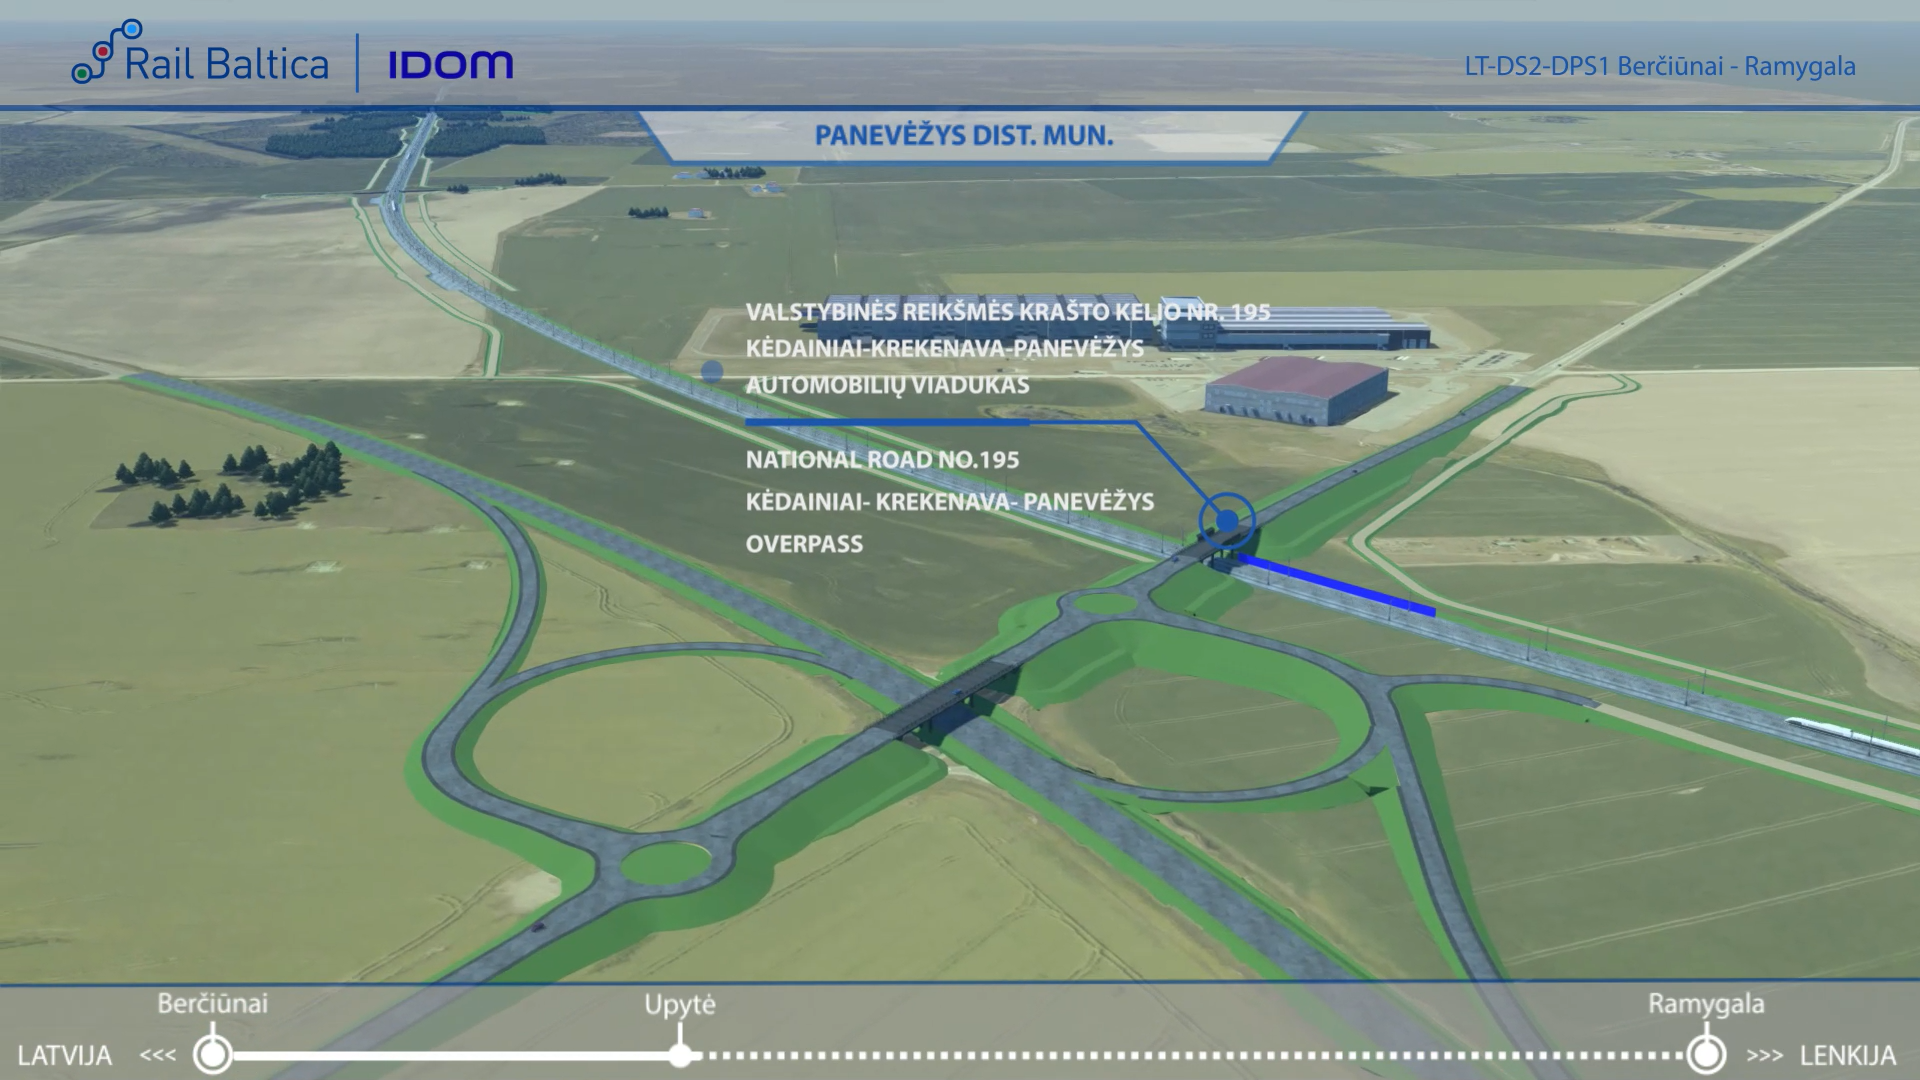 Rail Baltica
IDOM
LT-DS2-DPS1 Berčiūnai - Ramygala
PANEVĖŽYS DIST. MUN.
VALSTYBINĖS REIKŠMĖS KRAŠTO KELIO NR. 195
KĖDAINIAI-KREKENAVA-PANEVĖŽYS
AUTOMOBILIŲ VIADUKAS
NATIONAL ROAD NO.195
KĖDAINIAI- KREKENAVA- PANEVĖŽYS
OVERPASS
Berčiūnai
Upytė
Ramygala
LATVIJA <<<
>>> LENKIJA